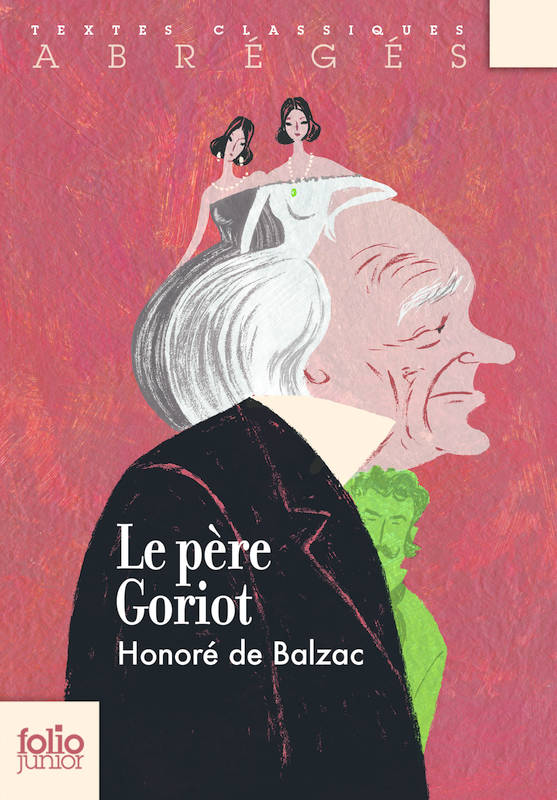 TEXTES CLASSIQUES
ABRÉGÉS
Le père
Goriot
Honoré de Balzac
folio
junior